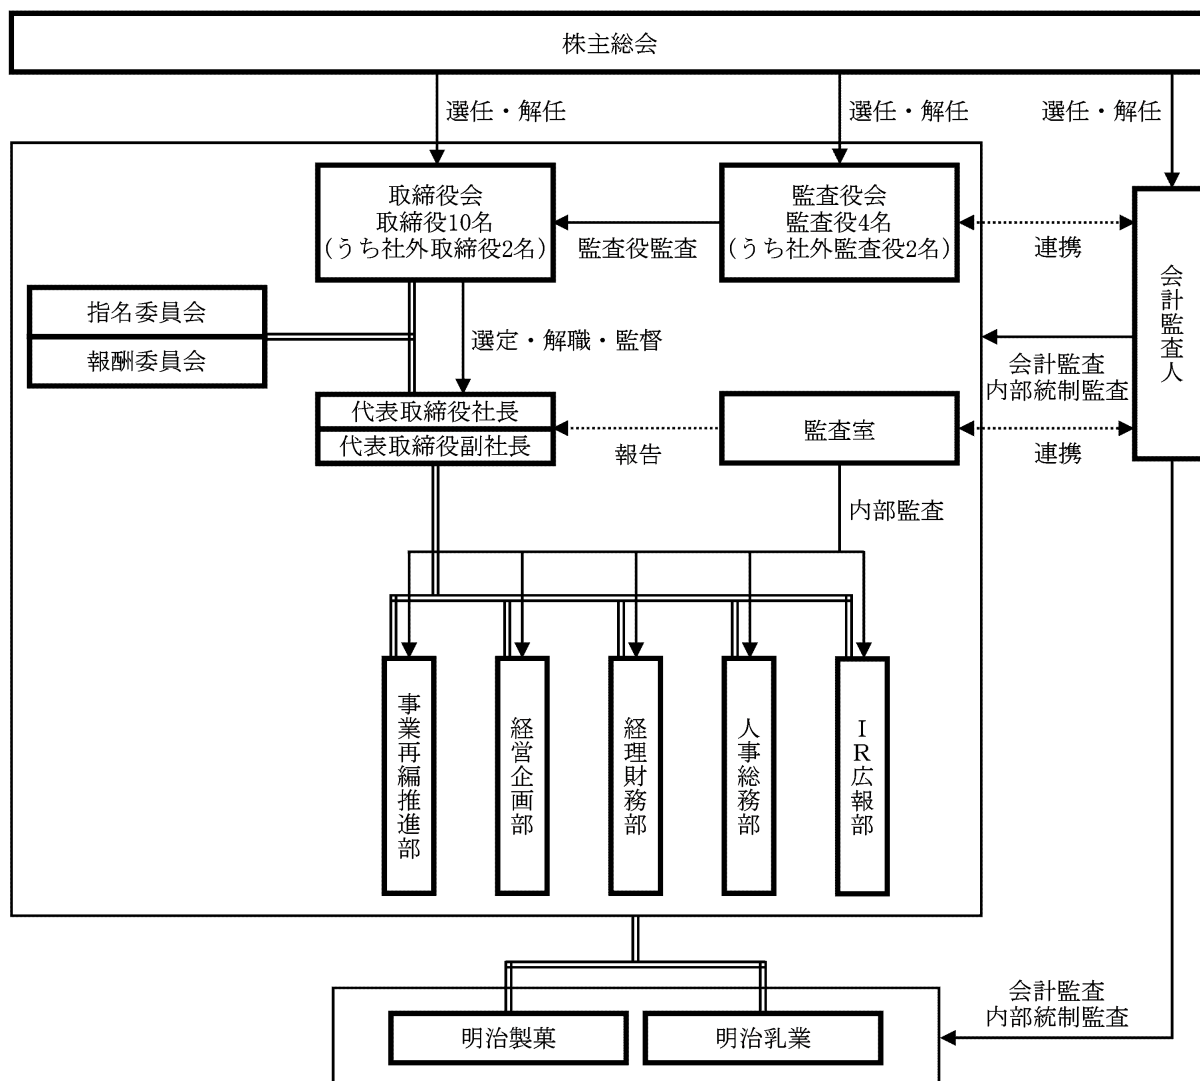 株主総会
選任・解任
選任・解任
選任・解任
取締役会
取締役10名
(うち社外取締役2名)
監査役会
監査役4名
(うち社外監査役2名)
監査役監査
連携
会計監査人
指名委員会
報酬委員会
選定・解職・監督
会計監査
内部統制監査
代表取締役社長
代表取締役副社長
報告
監査室
連携
内部監査
事業再編推進部
経営企画部
経理財務部
人事総務部
IR広報部
会計監査
内部統制監査
明治製菓
明治乳業